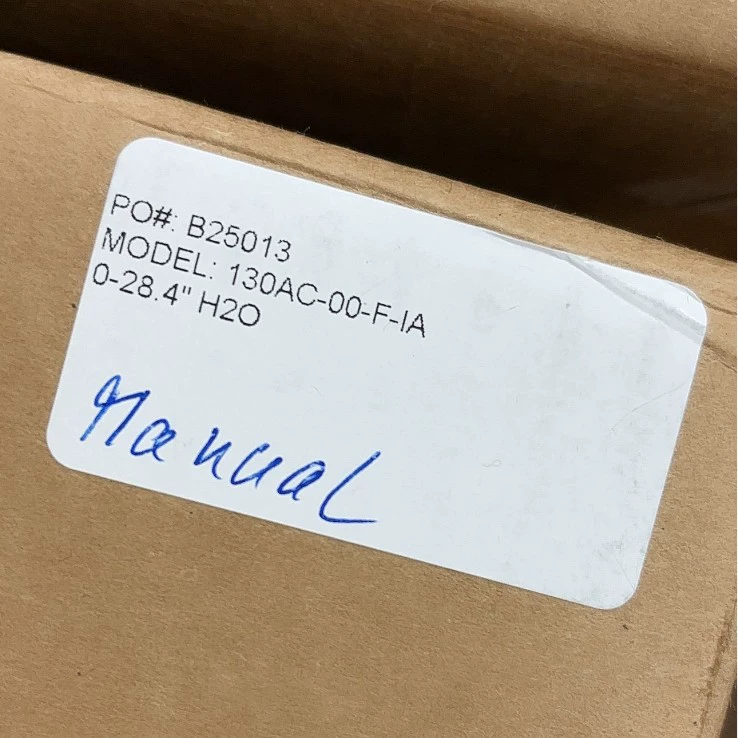 PO#: B25013
MODEL: 130AC-00-F-IA
0-28.4" H2O
Manual